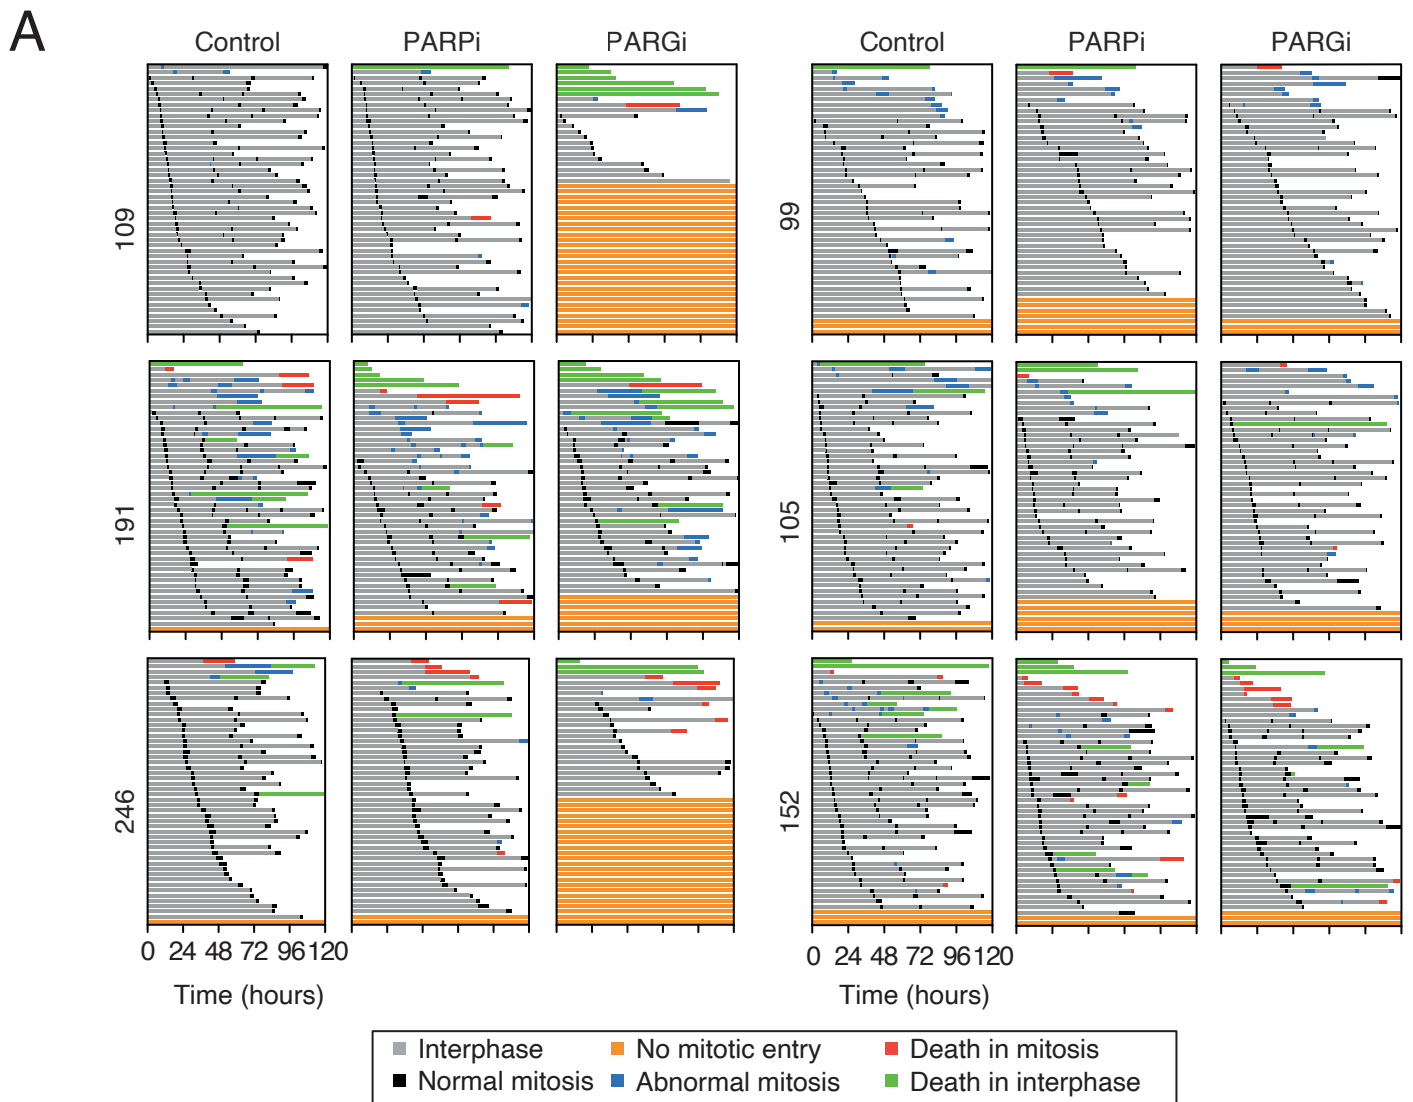 A
Control PARPi PARGi Control PARPi PARGi
109 99
191 105
246 152
0 24 48 72 96 120 0 24 48 72 96 120
Time (hours) Time (hours)
Interphase No mitotic entry Death in mitosis
Normal mitosis Abnormal mitosis Death in interphase